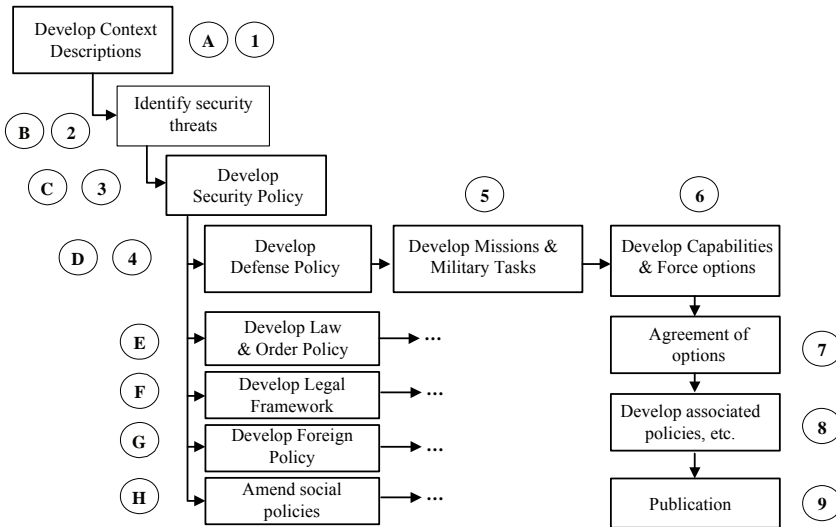 Develop Context
Descriptions
A 1
Identify security
threats
B 2
Develop
Security Policy
C 3
5
6
Develop
Defense Policy
D 4
Develop Missions &
Military Tasks
Develop Capabilities
& Force options
E
Develop Law
& Order Policy
...
Agreement of
options
7
F
Develop Legal
Framework
...
Develop associated
policies, etc.
8
G
Develop Foreign
Policy
...
H
Amend social
policies
...
Publication
9